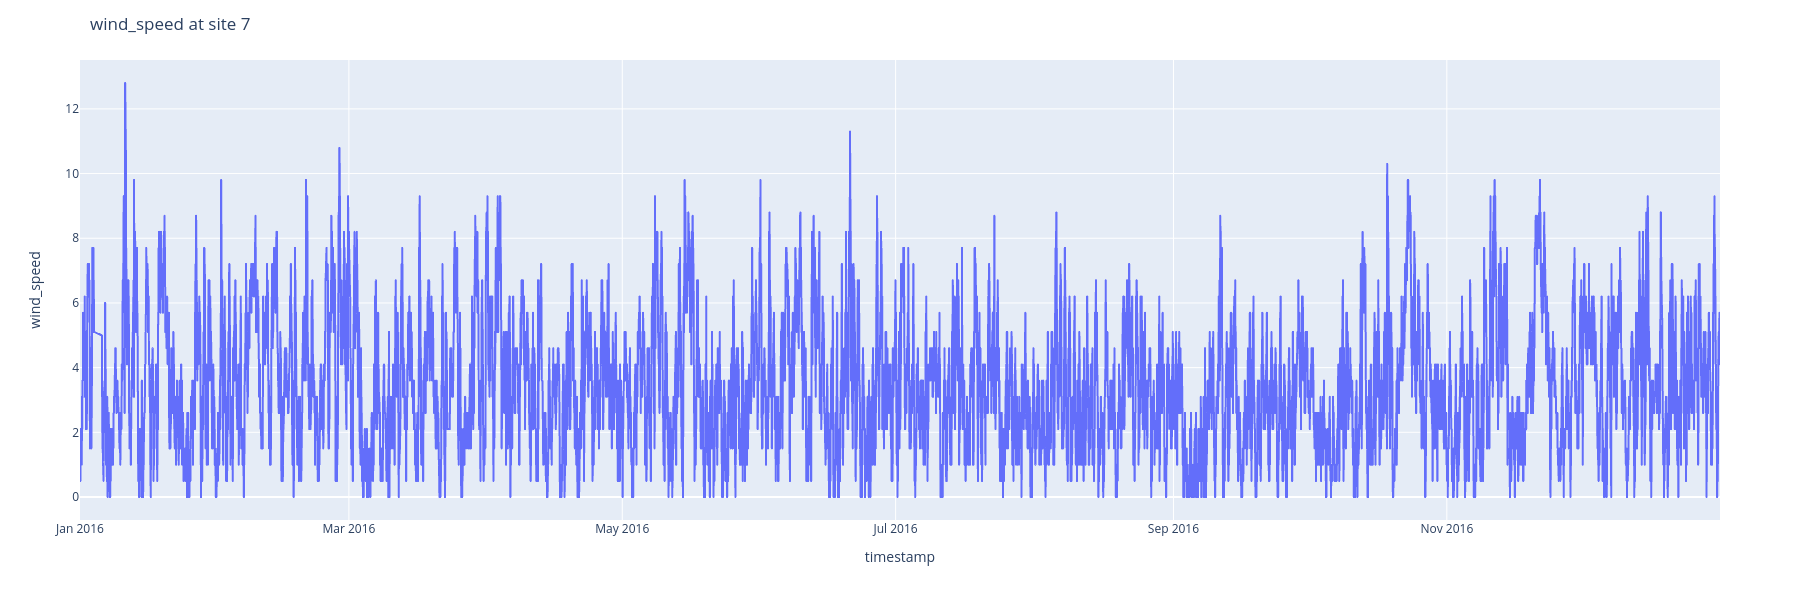 wind_speed at site 7
12
10
8
6
4
2
0
wind_speed
Jan 2016
Mar 2016
May 2016
Jul 2016
Sep 2016
Nov 2016
timestamp